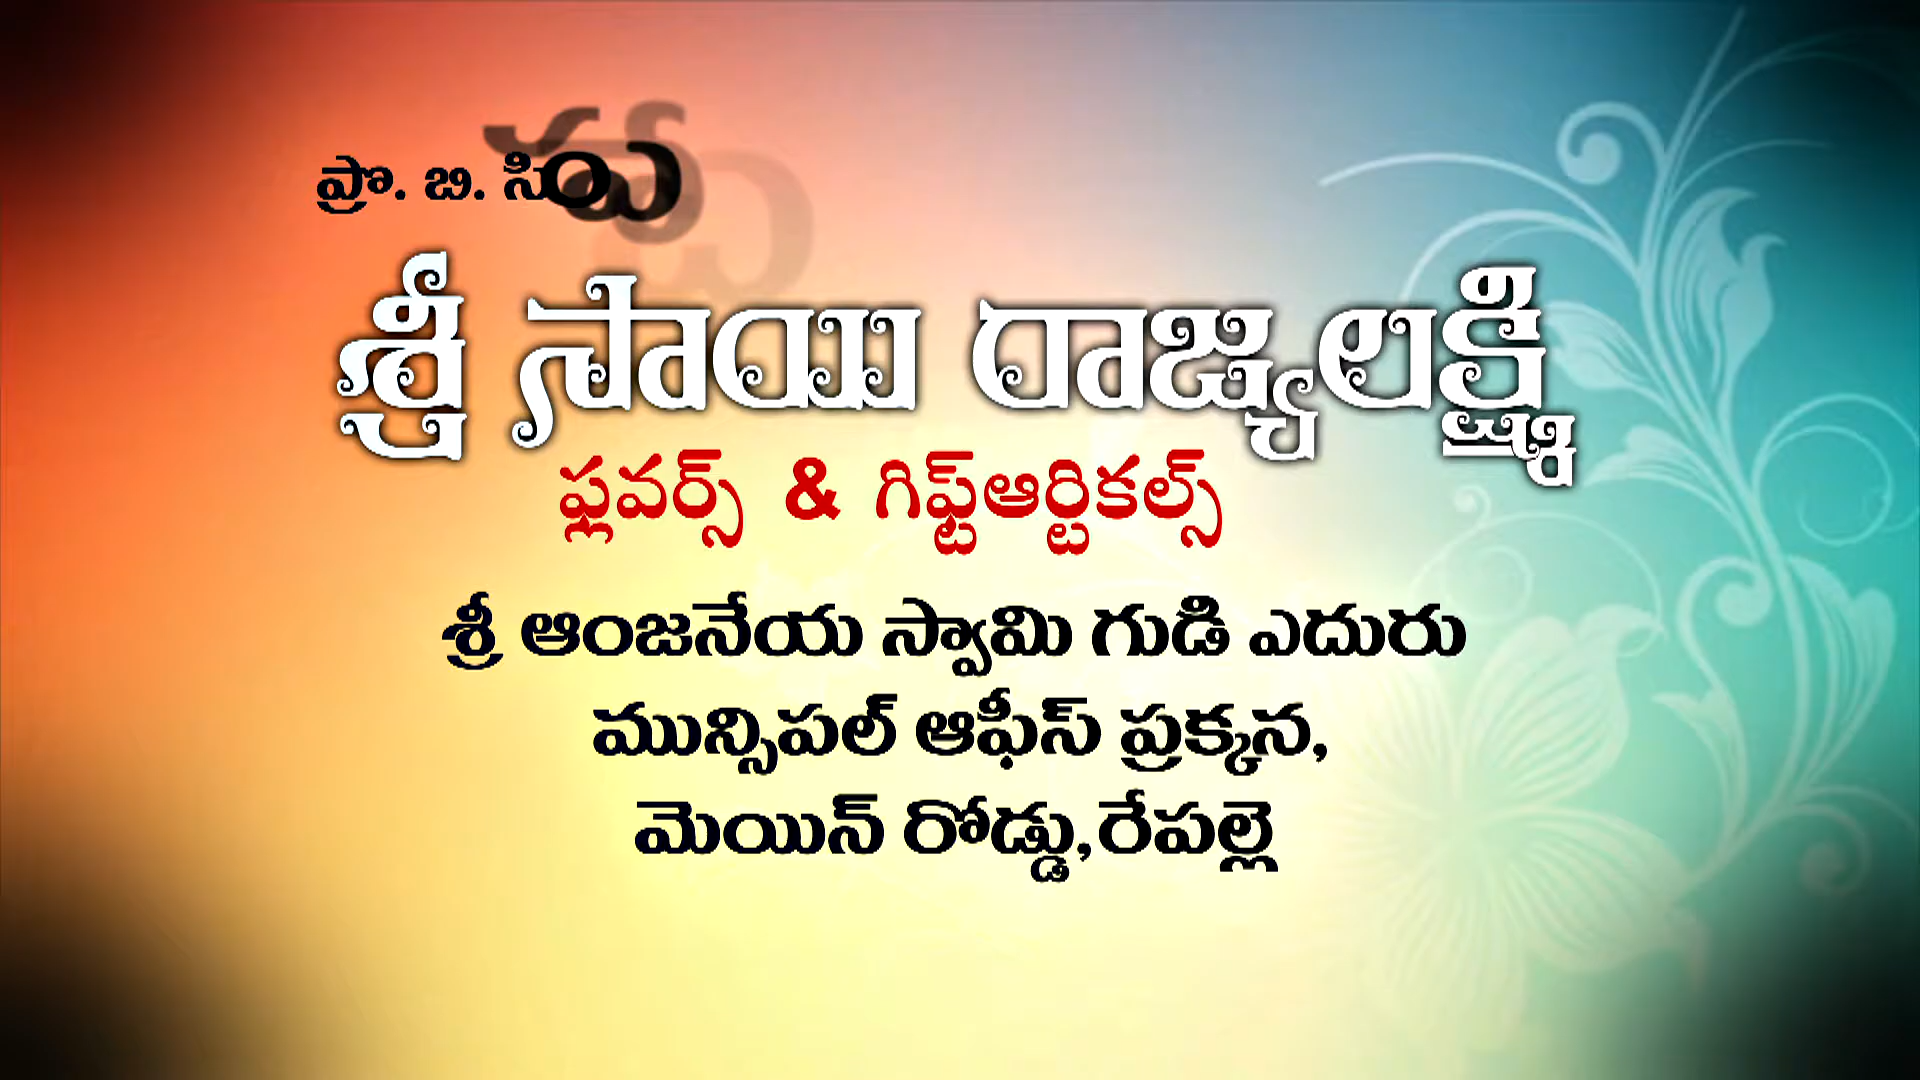 ప్రొ. బి.
శ్రీ సాయి రాజ్యలక్ష్మి
ఫ్లవర్స్ & గిఫ్ట్ఆర్టికల్స్
శ్రీ ఆంజనేయ స్వామి గుడి ఎదురు
మున్సిపల్ ఆఫీస్ ప్రక్కన,
మెయిన్ రోడ్డు,రేపల్లె